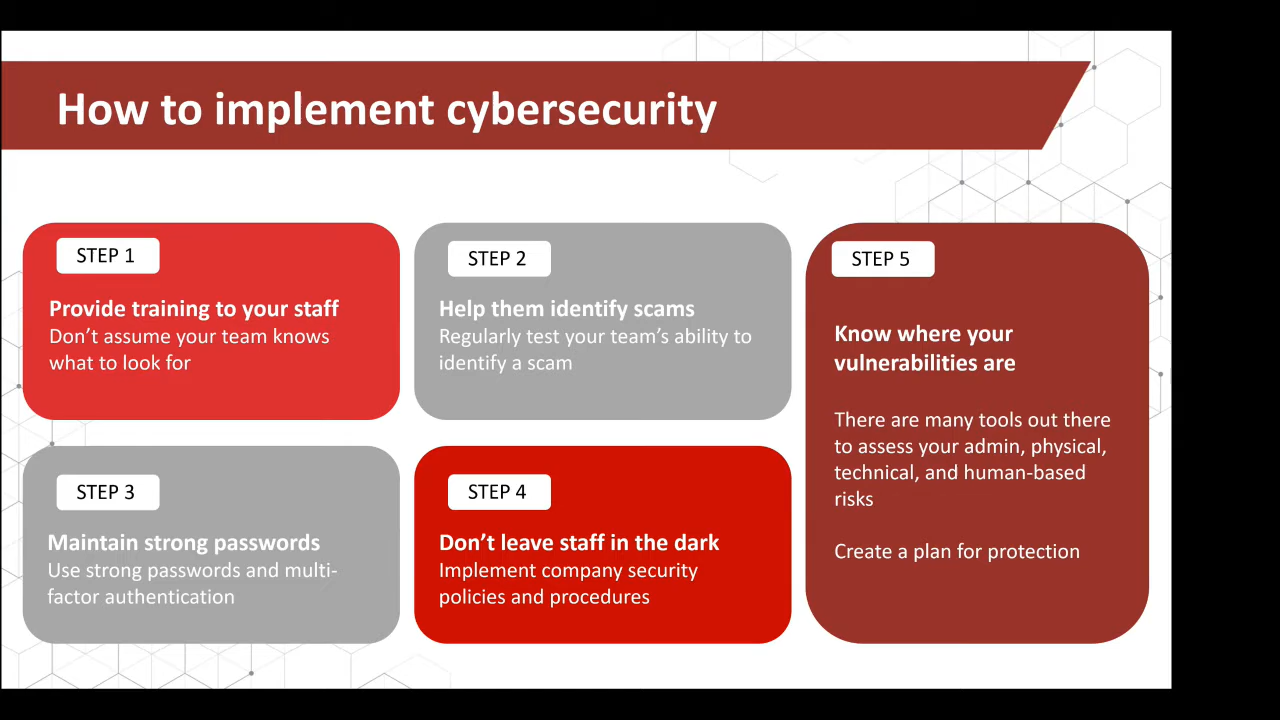 How to implement cybersecurity
STEP 1
Provide training to your staff
Don’t assume your team knows
what to look for
STEP 2
Help them identify scams
Regularly test your team’s ability to
identify a scam
STEP 3
Maintain strong passwords
Use strong passwords and multi-
factor authentication
STEP 4
Don’t leave staff in the dark
Implement company security
policies and procedures
STEP 5
Know where your
vulnerabilities are
There are many tools out there
to assess your admin, physical,
technical, and human-based
risks
Create a plan for protection